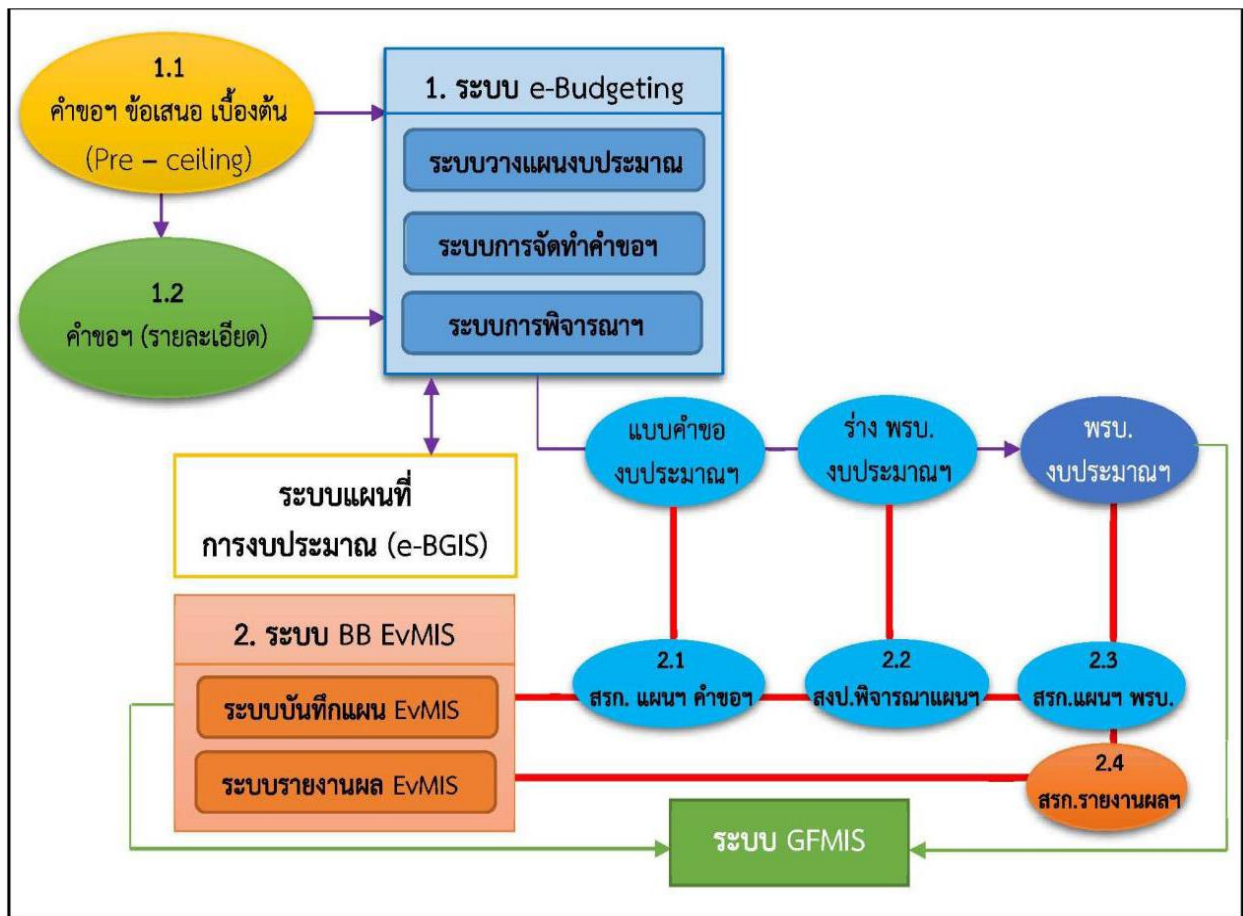 1.1
คำขอฯ ข้อเสนอ เบื้องต้น
(Pre – ceiling)
1. ระบบ e-Budgeting
ระบบวางแผนงบประมาณ
ระบบการจัดทำคำขอฯ
ระบบการพิจารณาฯ
1.2
คำขอฯ (รายละเอียด)
แบบคำขอ
งบประมาณฯ
ร่าง พรบ.
งบประมาณฯ
พรบ.
งบประมาณฯ
ระบบแผนที่
การงบประมาณ (e-BGIS)
2. ระบบ BB EvMIS
ระบบบันทึกแผน EvMIS
ระบบรายงานผล EvMIS
2.1
สรก. แผนฯ คำขอฯ
2.2
สงป.พิจารณาแผนฯ
2.3
สรก.แผนฯ พรบ.
2.4
สรก.รายงานผลฯ
ระบบ GFMIS